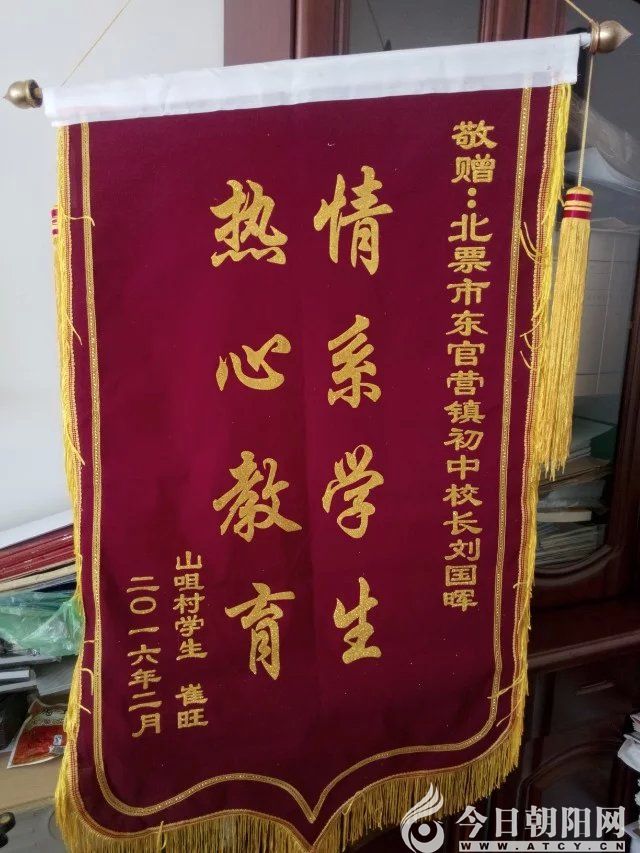 敬赠：北票市东官营镇初中校长刘国晖
情系学生
热心教育
山咀村学生 崔旺
二〇一六年二月
今日朝阳网
WWW.ATCY.CN